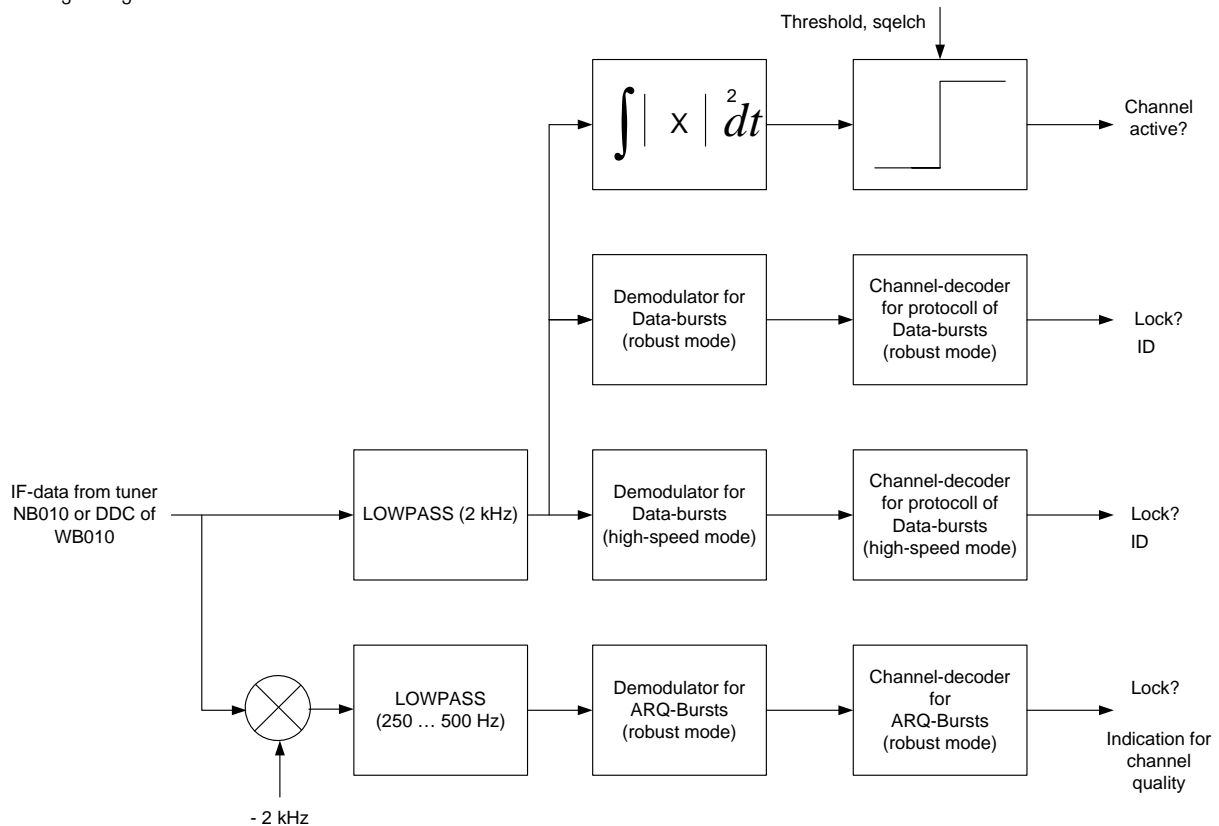 Threshold, sqelch
∫ | X | ² dt
Channel
active?
Demodulator for
Data-bursts
(robust mode)
Channel-decoder
for protocoll of
Data-bursts
(robust mode)
Lock?
ID
IF-data from tuner
NB010 or DDC of
WB010
LOWPASS (2 kHz)
Demodulator for
Data-bursts
(high-speed mode)
Channel-decoder
for protocoll of
Data-bursts
(high-speed mode)
Lock?
ID
LOWPASS
(250 … 500 Hz)
Demodulator for
ARQ-Bursts
(robust mode)
Channel-decoder
for
ARQ-Bursts
(robust mode)
Lock?
Indication for
channel
quality
- 2 kHz